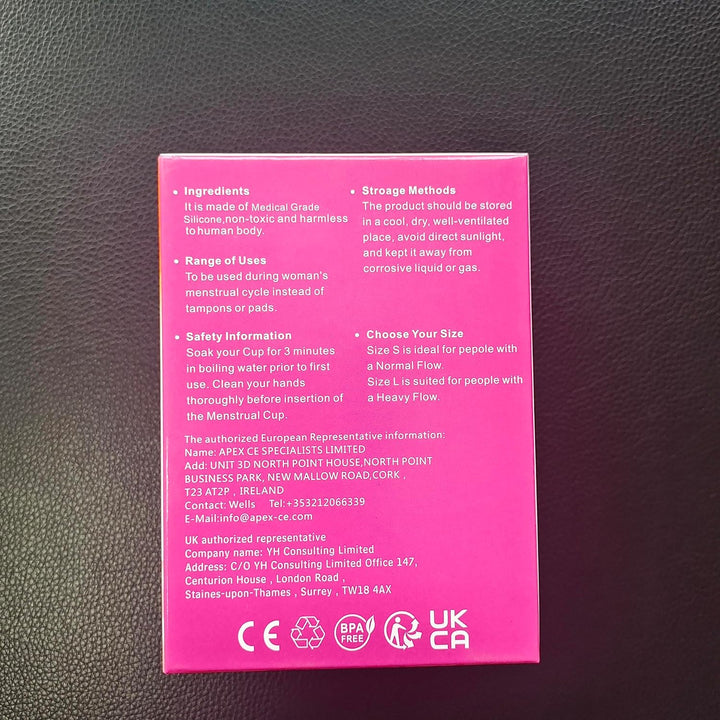 • Ingredients
It is made of Medical Grade
Silicone,non-toxic and harmless
to human body.
• Range of Uses
To be used during woman's
menstrual cycle instead of
tampons or pads.
• Safety Information
Soak your Cup for 3 minutes
in boiling water prior to first
use. Clean your hands
thoroughly before insertion of
the Menstrual Cup.
• Stroage Methods
The product should be stored
in a cool, dry, well-ventilated
place, avoid direct sunlight,
and kept it away from
corrosive liquid or gas.
• Choose Your Size
Size S is ideal for pepole with
a Normal Flow.
Size L is suited for people with
a Heavy Flow.
The authorized European Representative information:
Name: APEX CE SPECIALISTS LIMITED
Add: UNIT 3D NORTH POINT HOUSE,NORTH POINT
BUSINESS PARK, NEW MALLOW ROAD,CORK ,
T23 AT2P , IRELAND
Contact: Wells Tel:+353212066339
E-Mail:info@apex-ce.com
UK authorized representative
Company name: YH Consulting Limited
Address: C/O YH Consulting Limited Office 147,
Centurion House , London Road ,
Staines-upon-Thames , Surrey , TW18 4AX
CE
BPA
FREE
UK
CA